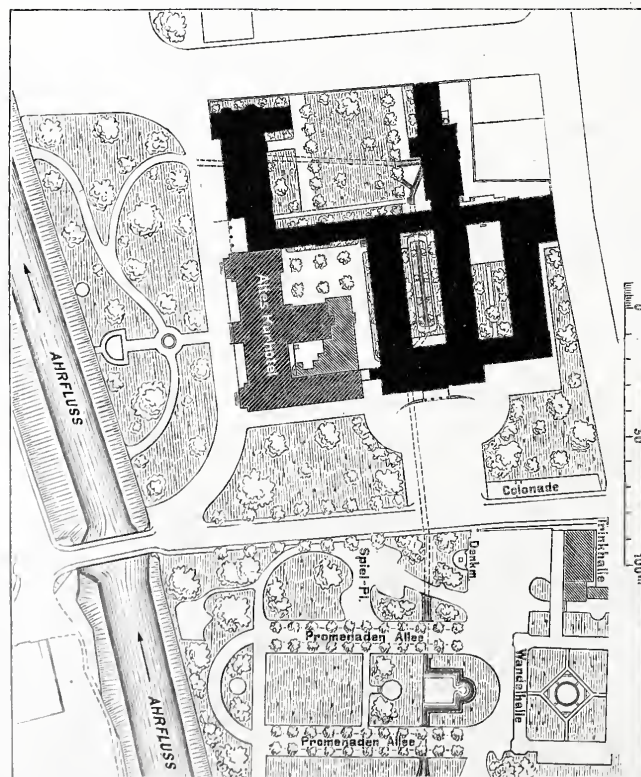 Altes Kurhotel
AHRFLUSS
Colonade
0
50
100 m
Trinkhalle
Denkm
Spiel-Pl.
Promenaden Allee
Wandelhalle
AHRFLUSS
Promenaden Allee